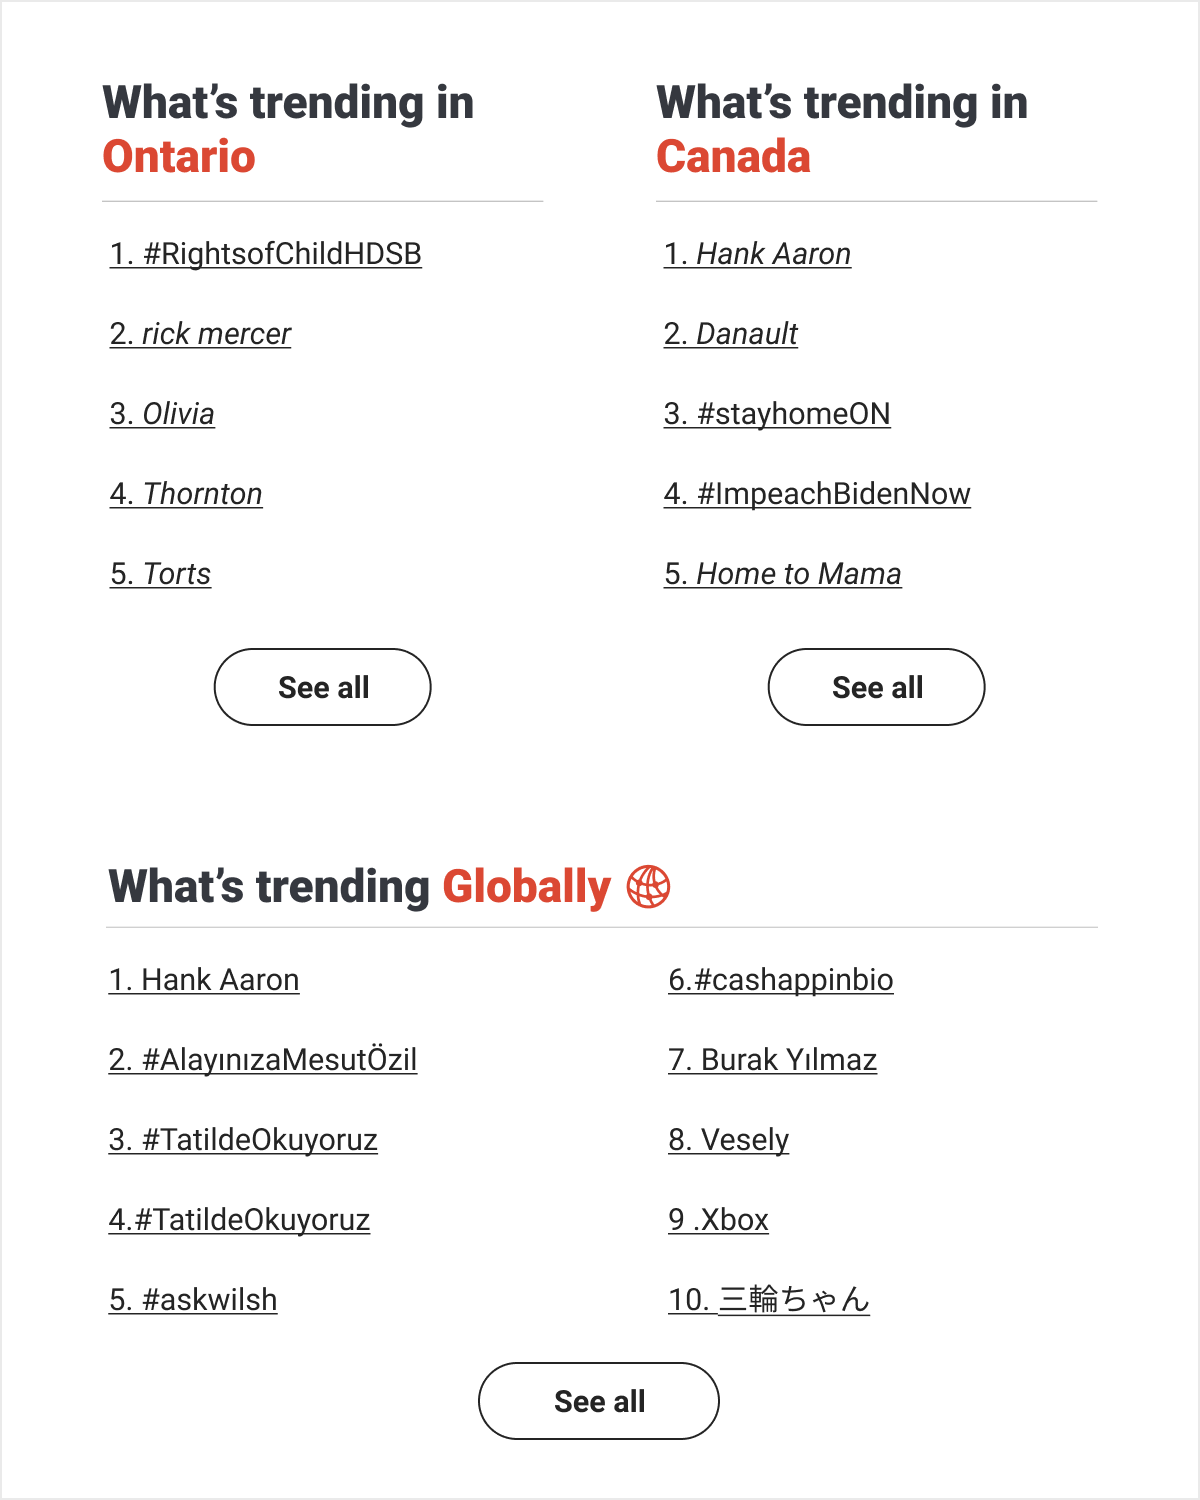 What's trending in
Ontario
1. #RightsofChildHDSB
2. rick mercer
3. Olivia
4. Thornton
5. Torts
See all
What's trending in
Canada
1. Hank Aaron
2. Danault
3. #stayhomeON
4. #ImpeachBidenNow
5. Home to Mama
See all
What's trending Globally
1. Hank Aaron
2. #AlayınızaMesutÖzil
3. #TatildeOkuyoruz
4.#TatildeOkuyoruz
5. #askwilsh
6.#cashappinbio
7. Burak Yılmaz
8. Vesely
9 .Xbox
10. 三輪ちゃん
See all